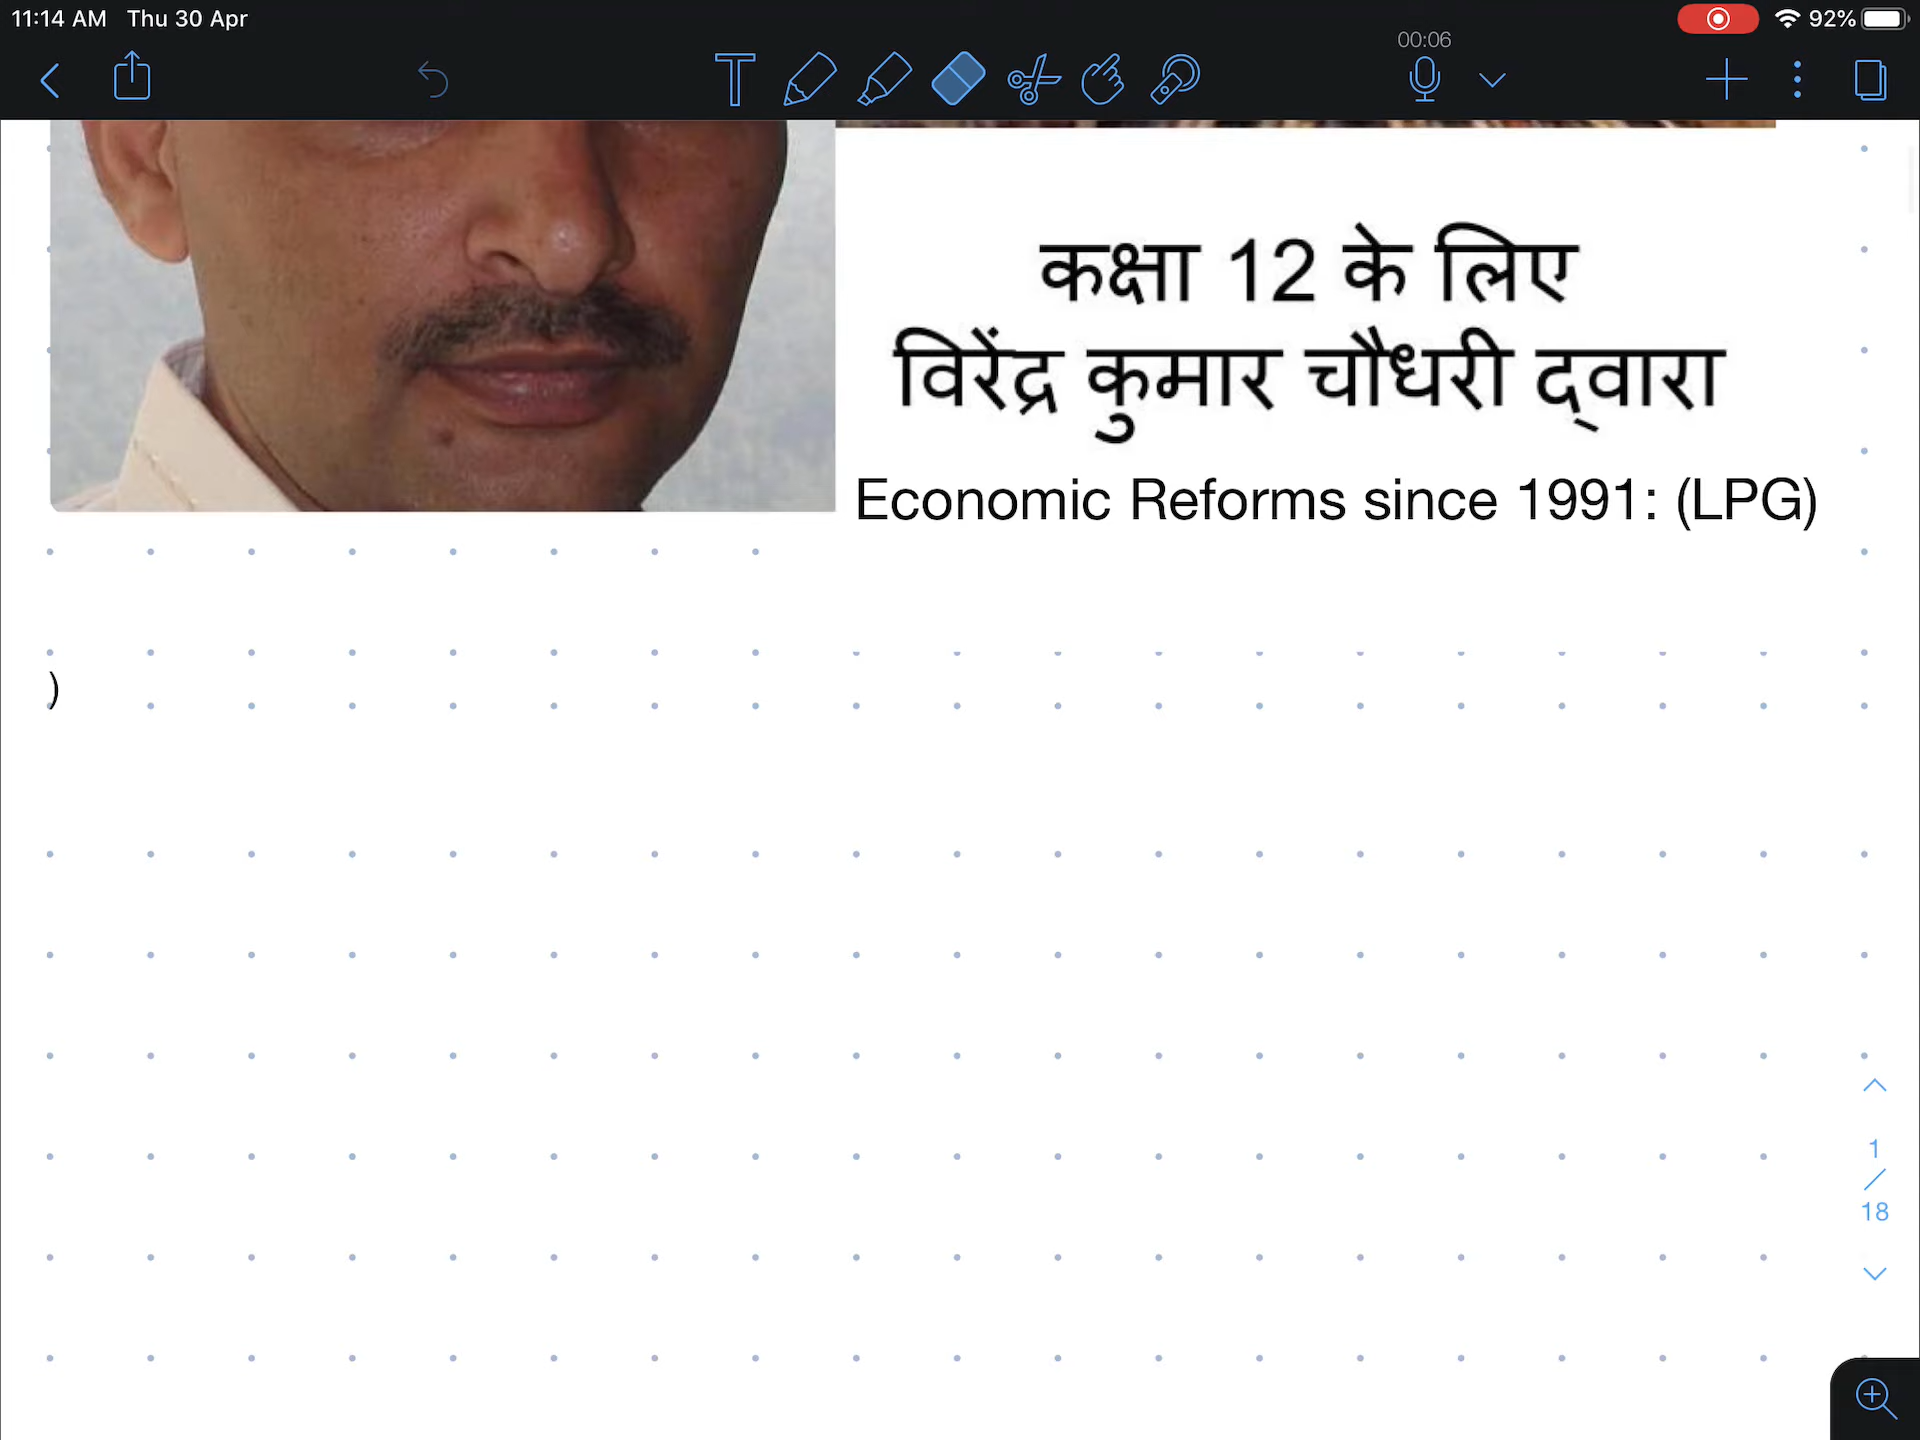 11:14 AM Thu 30 Apr
92%
00:06
कक्षा 12 के लिए
विरेंद्र कुमार चौधरी द्‌वारा
Economic Reforms since 1991: (LPG)
)
1
/
18